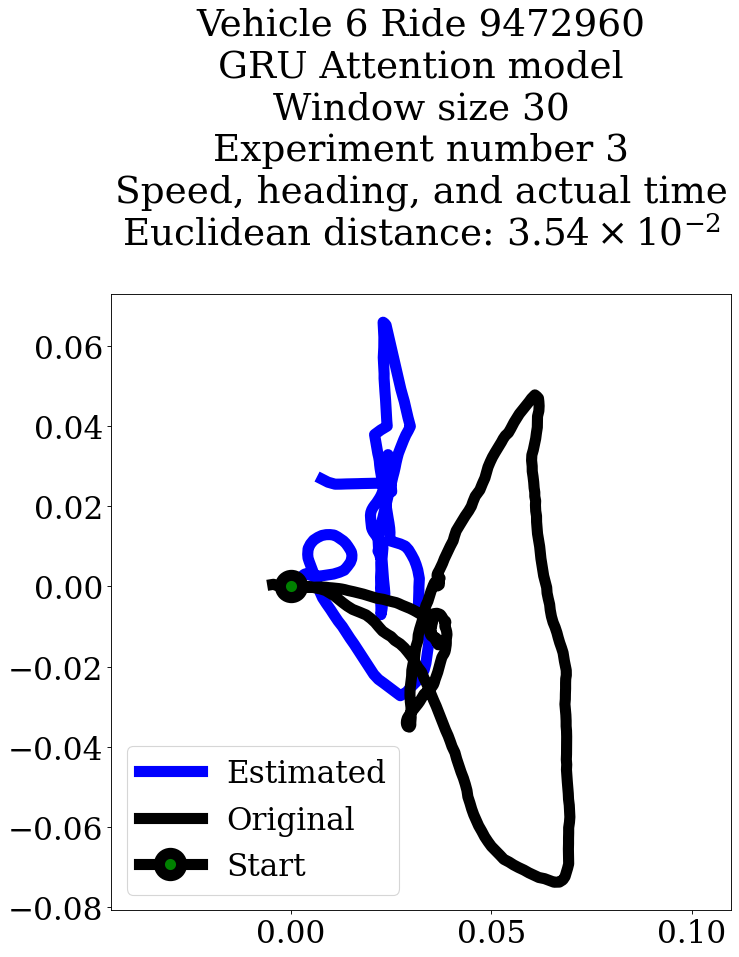 Vehicle 6 Ride 9472960
GRU Attention model
Window size 30
Experiment number 3
Speed, heading, and actual time
Euclidean distance: 3.54 × 10⁻²
0.06
0.04
0.02
0.00
−0.02
−0.04
−0.06
−0.08
Estimated
Original
Start
0.00 0.05 0.10